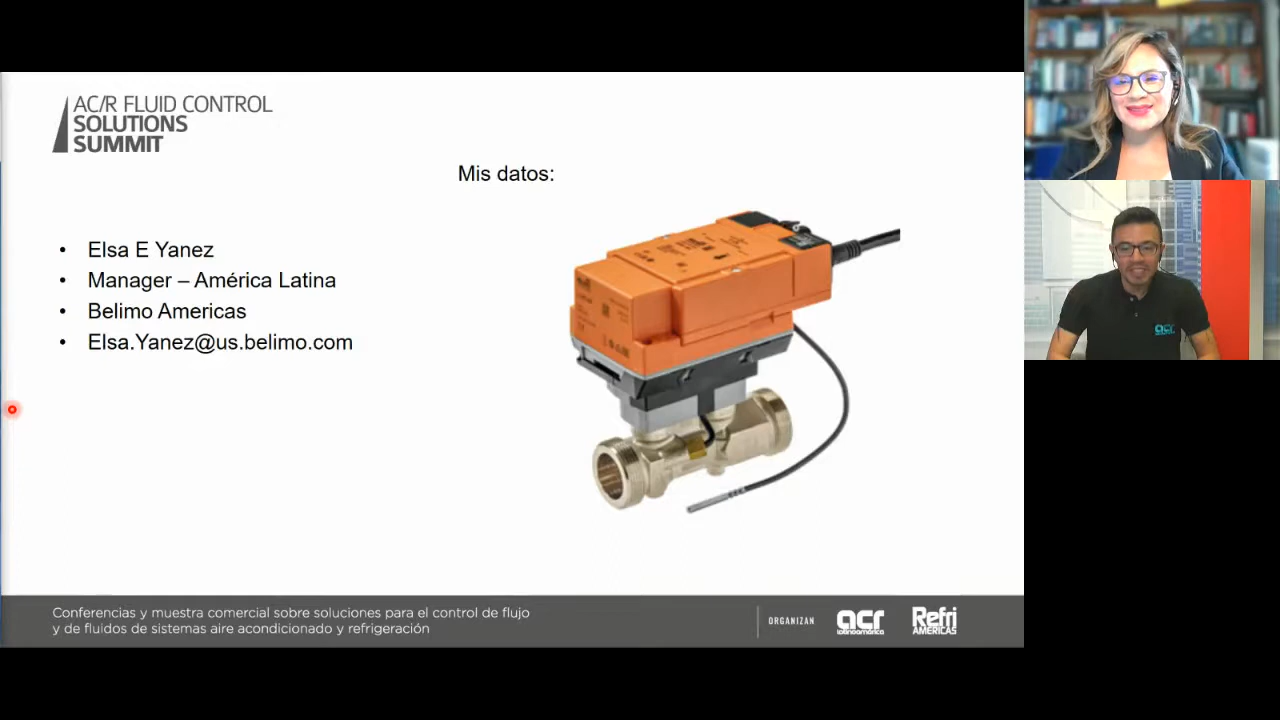 AC/R FLUID CONTROL
SOLUTIONS
SUMMIT
Mis datos:
• Elsa E Yanez
• Manager – América Latina
• Belimo Americas
• Elsa.Yanez@us.belimo.com
Conferencias y muestra comercial sobre soluciones para el control de flujo
y de fluidos de sistemas aire acondicionado y refrigeración
ORGANIZAN
acr
latinoamérica
Refri
AMÉRICAS
acr